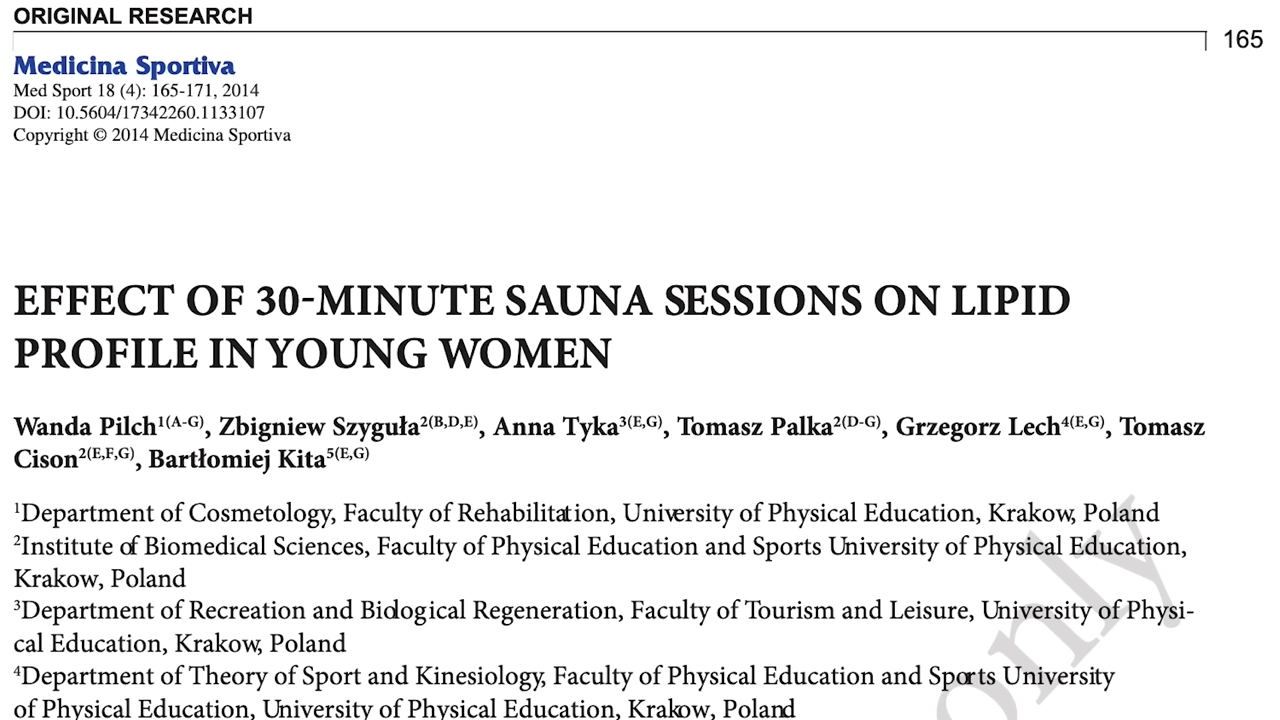 ORIGINAL RESEARCH
165
Medicina Sportiva
Med Sport 18 (4): 165-171, 2014
DOI: 10.5604/17342260.1133107
Copyright © 2014 Medicina Sportiva
EFFECT OF 30-MINUTE SAUNA SESSIONS ON LIPID
PROFILE IN YOUNG WOMEN
Wanda Pilch1(A-G), Zbigniew Szyguła2(B,D,E), Anna Tyka3(E,G), Tomasz Palka2(D-G), Grzegorz Lech4(E,G), Tomasz
Cison2(E,F,G), Bartłomiej Kita5(E,G)
1Department of Cosmetology, Faculty of Rehabilitation, University of Physical Education, Krakow, Poland
2Institute of Biomedical Sciences, Faculty of Physical Education and Sports University of Physical Education,
Krakow, Poland
3Department of Recreation and Biological Regeneration, Faculty of Tourism and Leisure, University of Physi-
cal Education, Krakow, Poland
4Department of Theory of Sport and Kinesiology, Faculty of Physical Education and Sports University
of Physical Education, University of Physical Education, Krakow, Poland
only